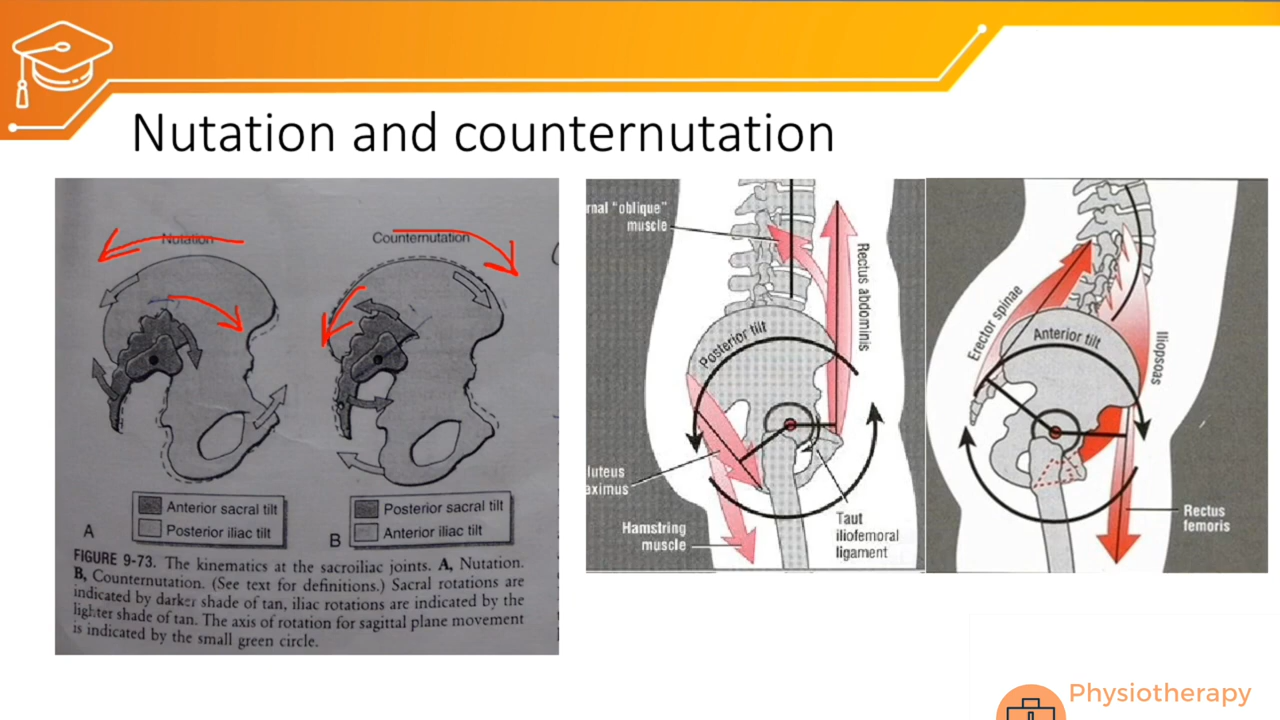 Nutation and counternutation
Nutation
Counternutation
Anterior sacral tilt
Posterior iliac tilt
A
Posterior sacral tilt
Anterior iliac tilt
B
FIGURE 9-73. The kinematics at the sacroiliac joints. A, Nutation.
B, Counternutation. (See text for definitions.) Sacral rotations are
indicated by darker shade of tan, iliac rotations are indicated by the
lighter shade of tan. The axis of rotation for sagittal plane movement
is indicated by the small green circle.
rnal "oblique"
muscle
Rectus abdominis
Posterior tilt
luteus
aximus
Hamstring
muscle
Taut
iliofemoral
ligament
Erector spinae
Anterior tilt
Iliopsoas
Rectus
femoris
Physiotherapy